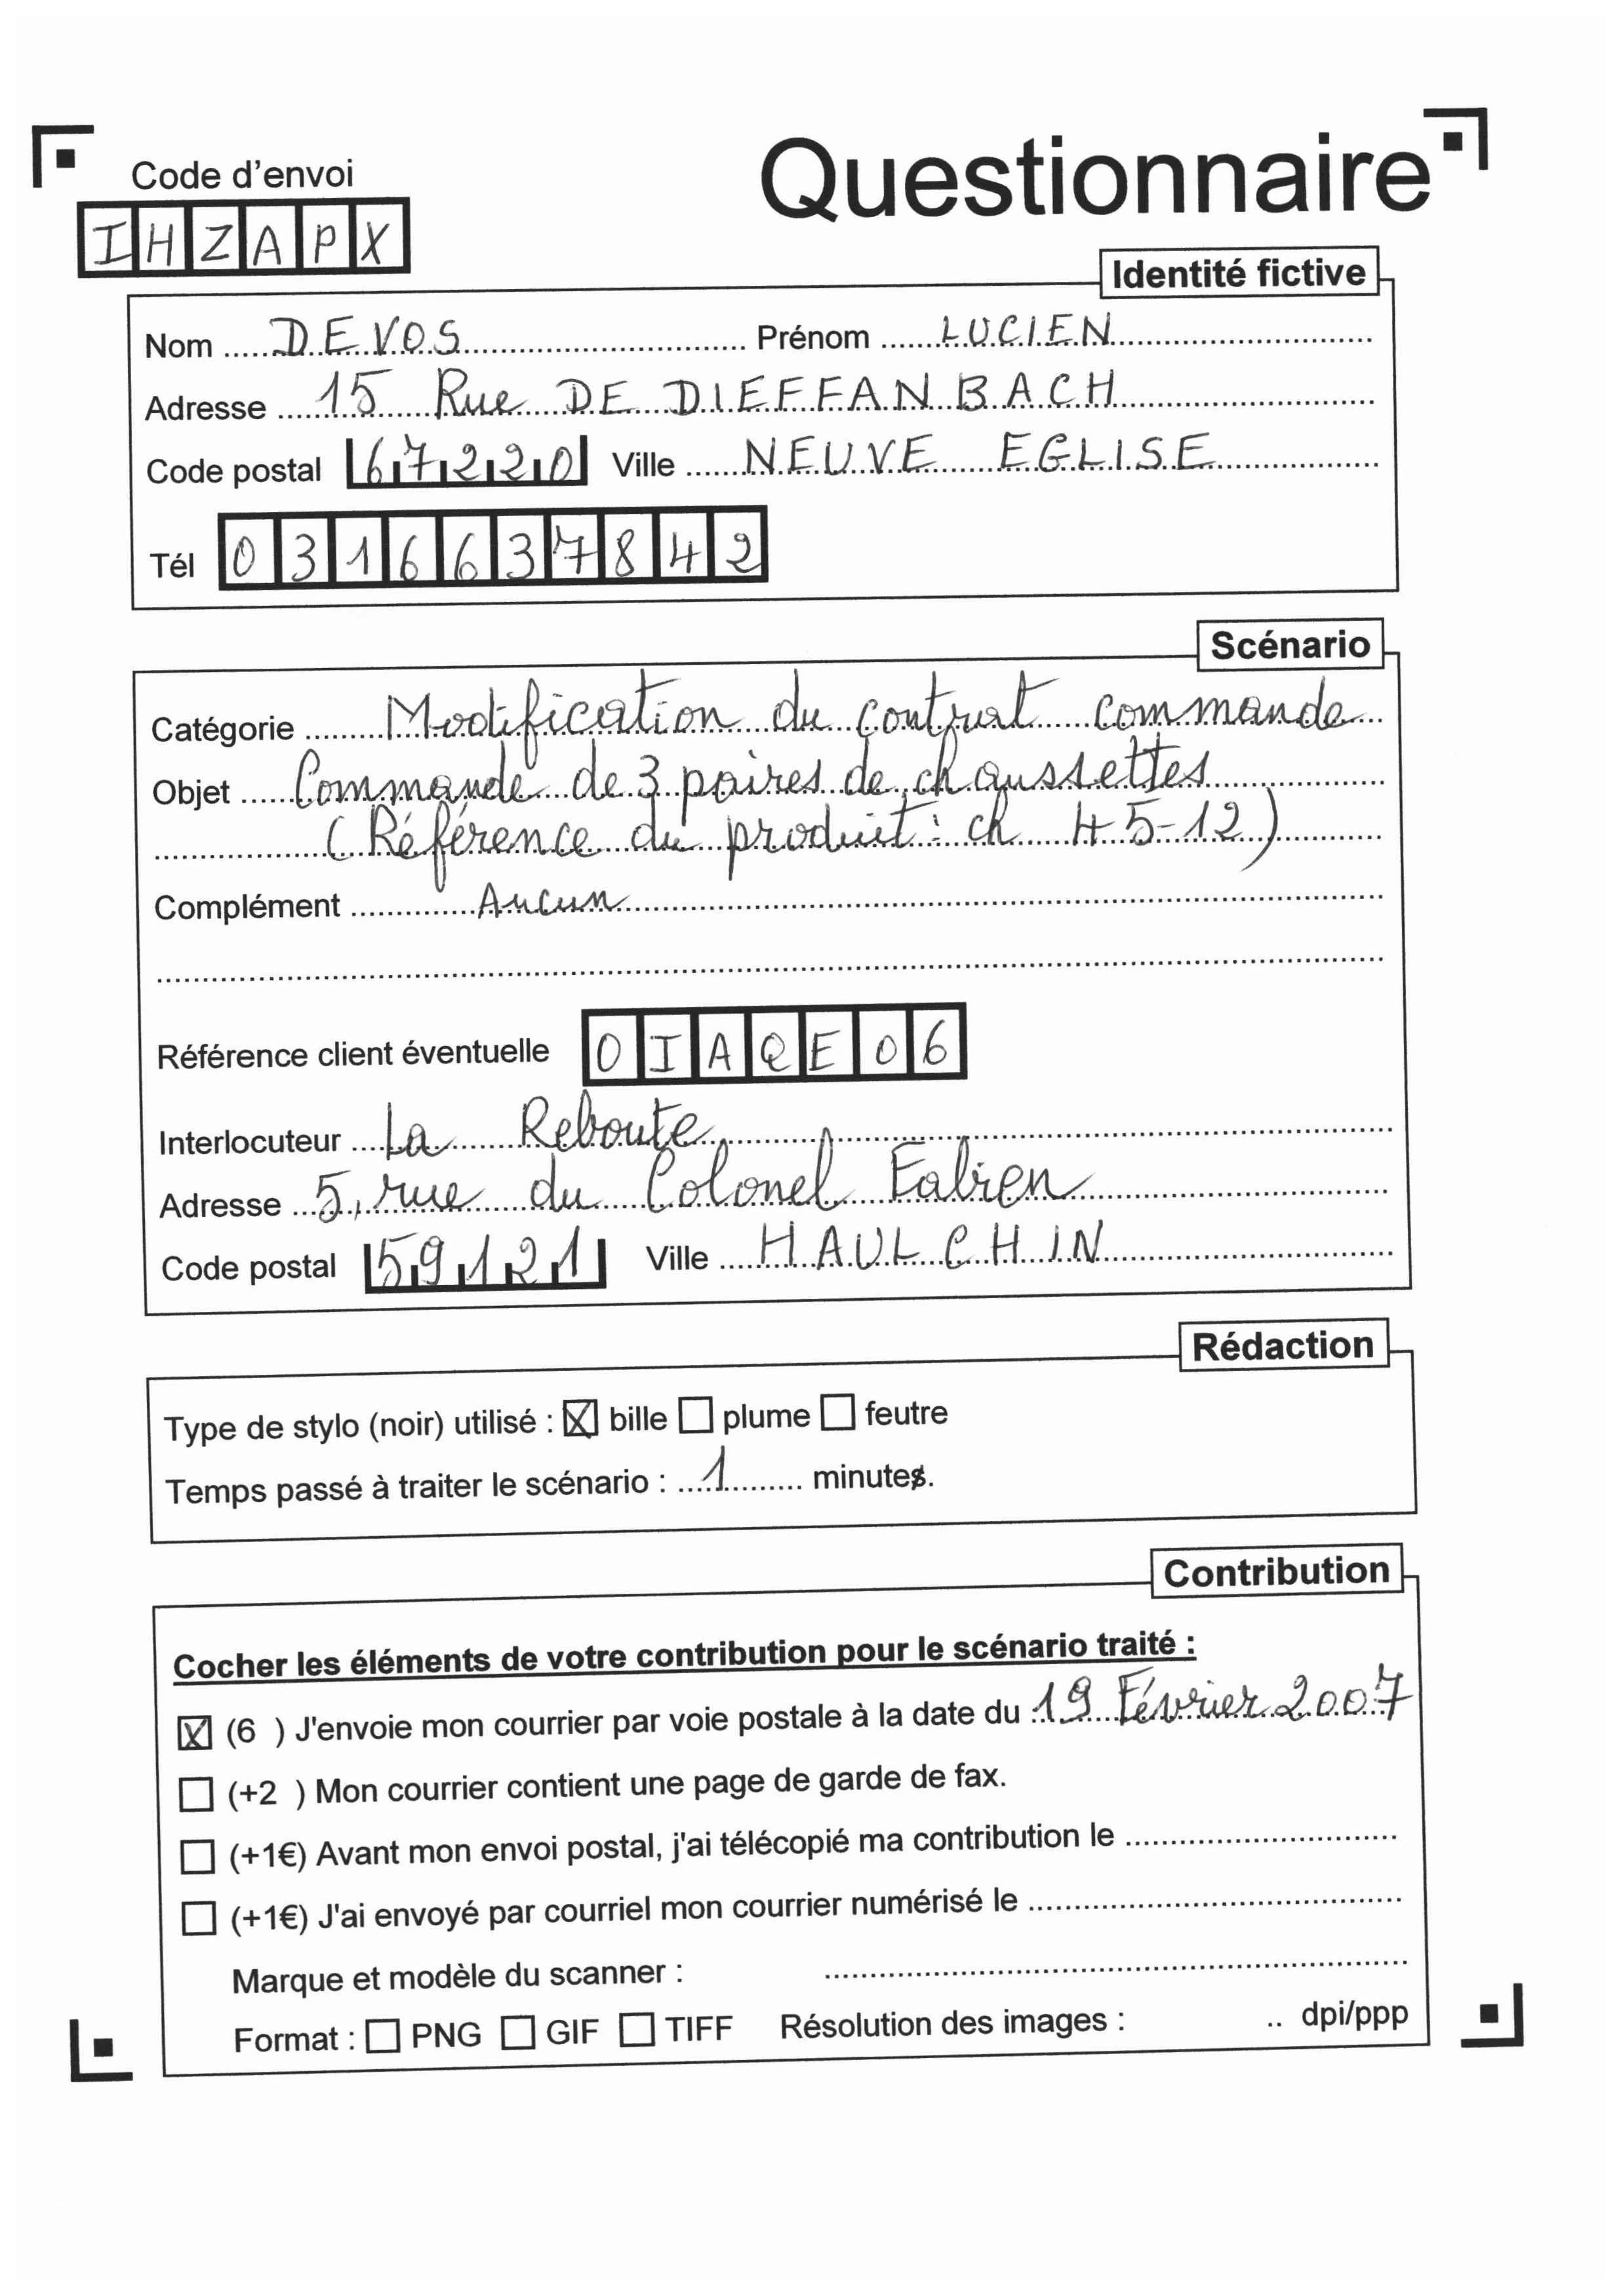 Questionnaire
Code d'envoi
IHZAPX
Identité fictive
Nom DEVOS Prénom LUCIEN
Adresse 15 Rue DE DIEFFANBACH
Code postal 67220 Ville NEUVE EGLISE
Tél 0316637842
Scénario
Catégorie Modification du contrat commande
Objet Commande de 3 paires de chaussettes
(Référence du produit : ch 45-12)
Complément Aucun
Référence client éventuelle OIAQE06
Interlocuteur La Reboute
Adresse 5, rue du Colonel Fabien
Code postal 59121 Ville HAULCHIN
Rédaction
Type de stylo (noir) utilisé : ☒ bille ☐ plume ☐ feutre
Temps passé à traiter le scénario : 1 minutes.
Contribution
Cocher les éléments de votre contribution pour le scénario traité :
☒ (6 ) J'envoie mon courrier par voie postale à la date du 19 Février 2007
☐ (+2 ) Mon courrier contient une page de garde de fax.
☐ (+1€) Avant mon envoi postal, j'ai télécopié ma contribution le
☐ (+1€) J'ai envoyé par courriel mon courrier numérisé le
Marque et modèle du scanner :
Format : ☐ PNG ☐ GIF ☐ TIFF Résolution des images : .. dpi/ppp